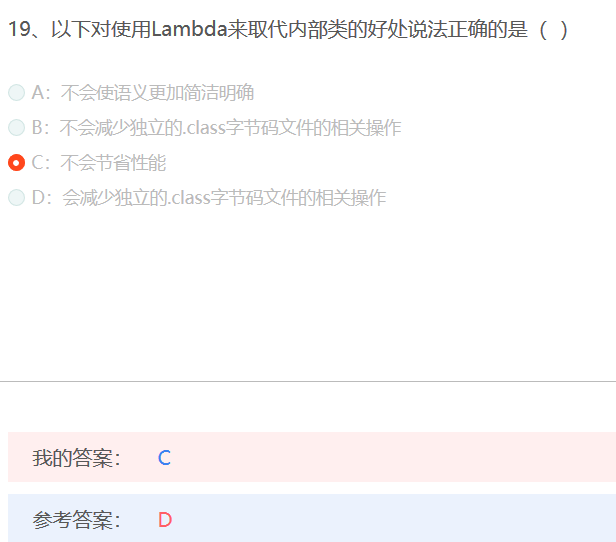 19、以下对使用Lambda来取代内部类的好处说法正确的是（ ）
A：不会使语义更加简洁明确
B：不会减少独立的.class字节码文件的相关操作
C：不会节省性能
D：会减少独立的.class字节码文件的相关操作
我的答案： C
参考答案： D